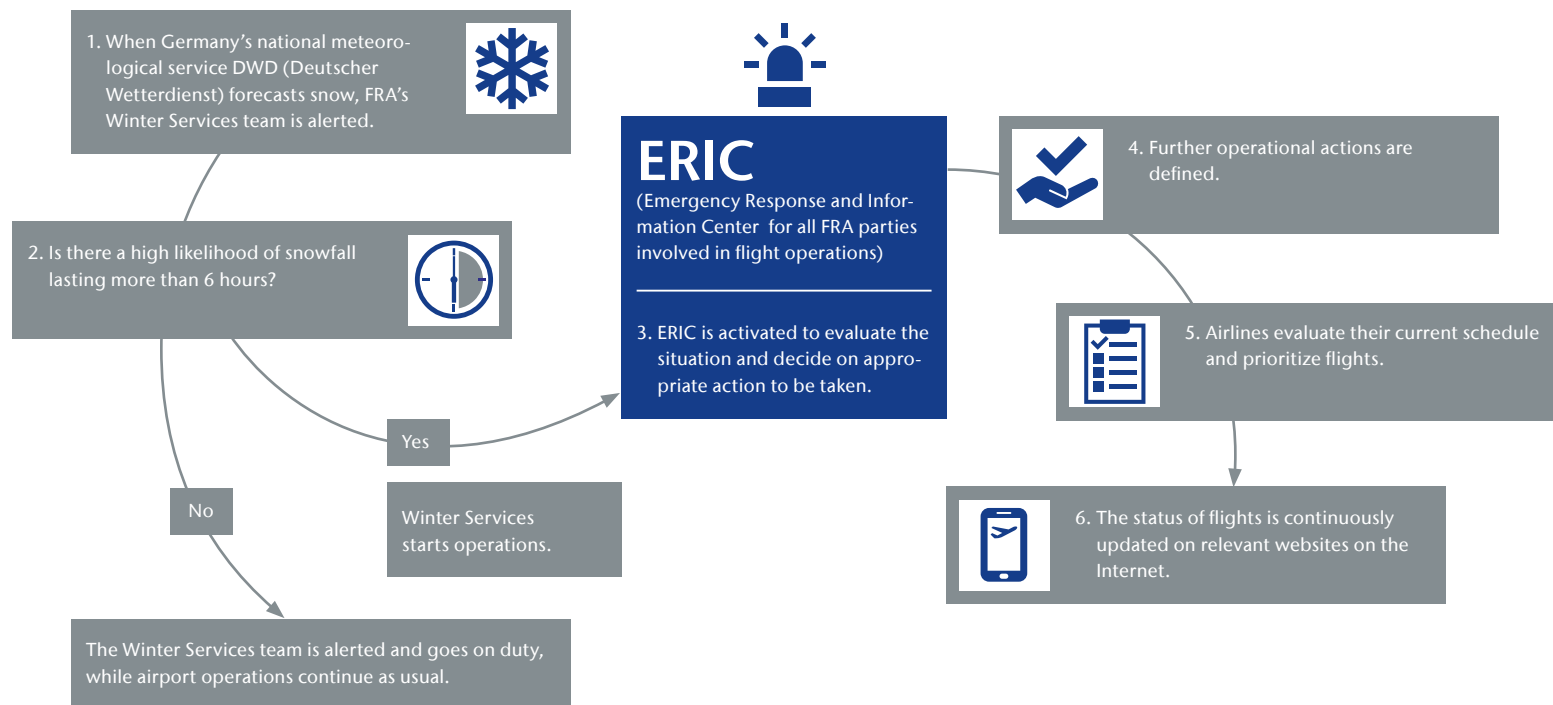 1. When Germany's national meteoro-
logical service DWD (Deutscher
Wetterdienst) forecasts snow, FRA's
Winter Services team is alerted.
2. Is there a high likelihood of snowfall
lasting more than 6 hours?
Yes
No
Winter Services
starts operations.
The Winter Services team is alerted and goes on duty,
while airport operations continue as usual.
ERIC
(Emergency Response and Infor-
mation Center for all FRA parties
involved in flight operations)
3. ERIC is activated to evaluate the
situation and decide on appro-
priate action to be taken.
4. Further operational actions are
defined.
5. Airlines evaluate their current schedule
and prioritize flights.
6. The status of flights is continuously
updated on relevant websites on the
Internet.